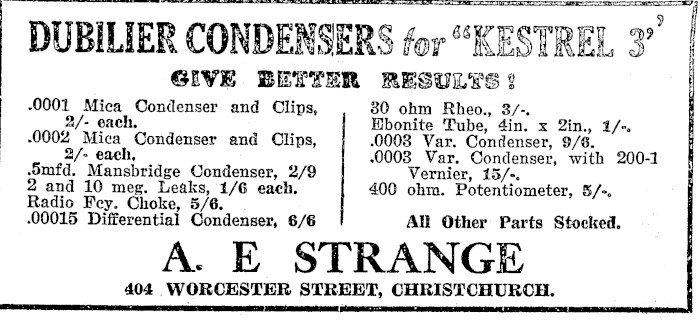 DUBILIER CONDENSERS for "KESTREL 3"
GIVE BETTER RESULTS!
.0001 Mica Condenser and Clips,
2/- each.
.0002 Mica Condenser and Clips,
2/- each.
.5mfd. Mansbridge Condenser, 2/9
2 and 10 meg. Leaks, 1/6 each.
Radio Fcy. Choke, 5/6.
.00015 Differential Condenser, 6/6
30 ohm Rheo., 3/-.
Ebonite Tube, 4in. x 2in., 1/-.
.0003 Var. Condenser, 9/6.
.0003 Var. Condenser, with 200-1
Vernier, 15/-.
400 ohm. Potentiometer, 5/-.
All Other Parts Stocked.
A. E STRANGE
404 WORCESTER STREET, CHRISTCHURCH.